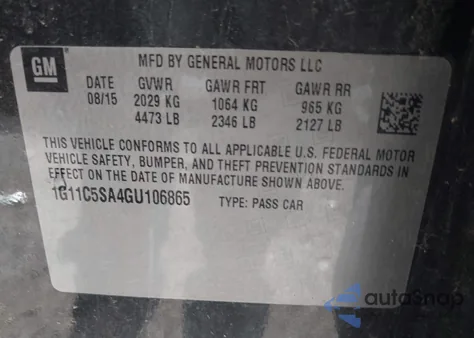 GM
MFD BY GENERAL MOTORS LLC
DATE GVWR GAWR FRT GAWR RR
08/15 2029 KG 1064 KG 965 KG
4473 LB 2346 LB 2127 LB
THIS VEHICLE CONFORMS TO ALL APPLICABLE U.S. FEDERAL MOTOR
VEHICLE SAFETY, BUMPER, AND THEFT PREVENTION STANDARDS IN
EFFECT ON THE DATE OF MANUFACTURE SHOWN ABOVE.
1G11C5SA4GU106865 TYPE: PASS CAR
autoSnap